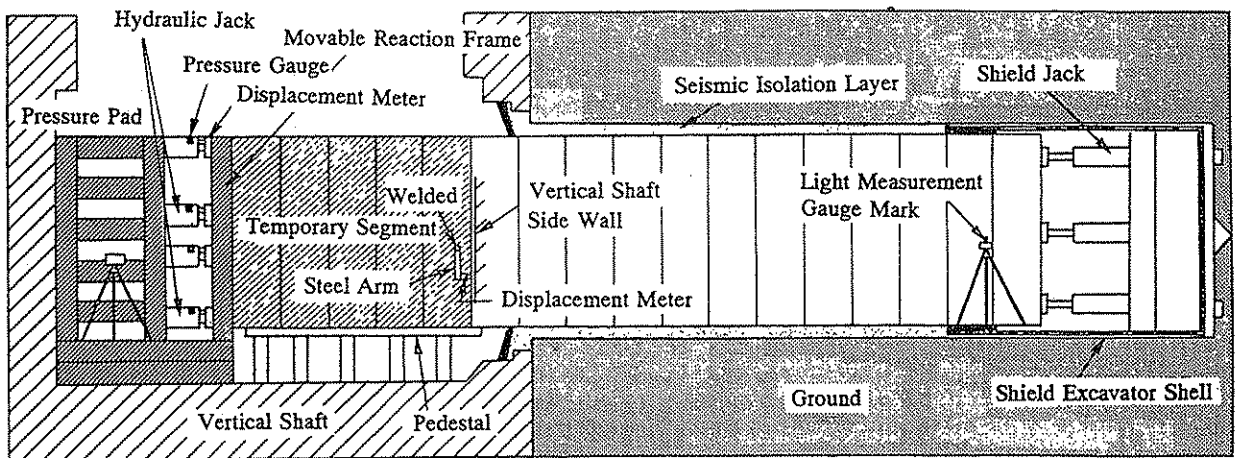 Hydraulic Jack
Movable Reaction Frame
Pressure Gauge
Displacement Meter
Pressure Pad
Seismic Isolation Layer
Shield Jack
Welded
Temporary Segment
Steel Arm
Vertical Shaft
Side Wall
Displacement Meter
Light Measurement
Gauge Mark
Vertical Shaft
Pedestal
Ground
Shield Excavator Shell